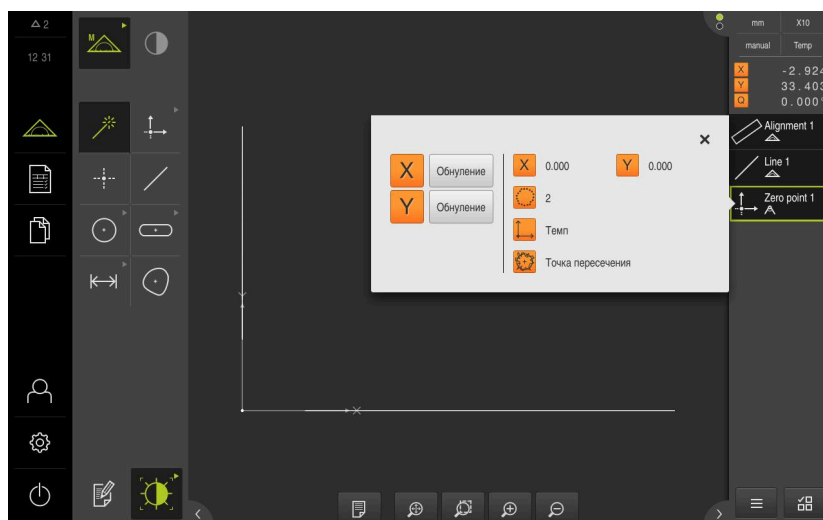 2
12 31
M
mm X10
manual Temp
X -2.924
Y 33.403
Q 0.000°
Alignment 1
Line 1
Zero point 1
X Обнуление
Y Обнуление
X 0.000 Y 0.000
2
Темп
Точка пересечения
Y
X